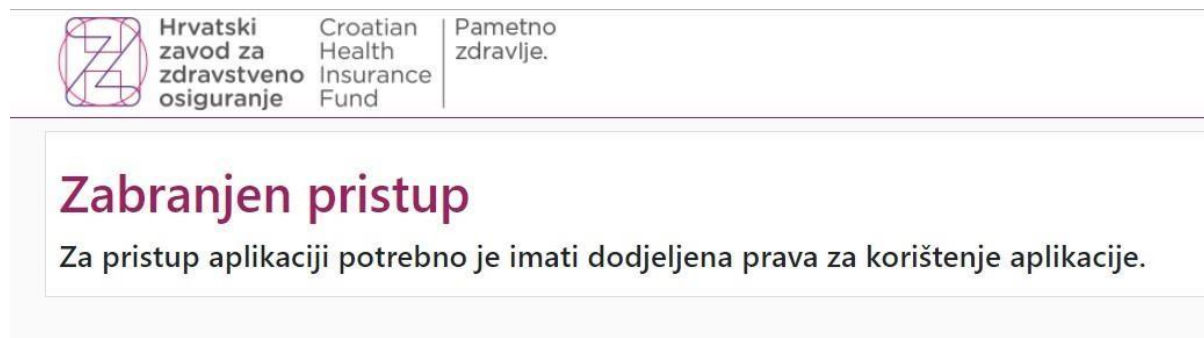 Hrvatski
zavod za
zdravstveno
osiguranje
Croatian
Health
Insurance
Fund
Pametno
zdravlje.
Zabranjen pristup
Za pristup aplikaciji potrebno je imati dodjeljena prava za korištenje aplikacije.